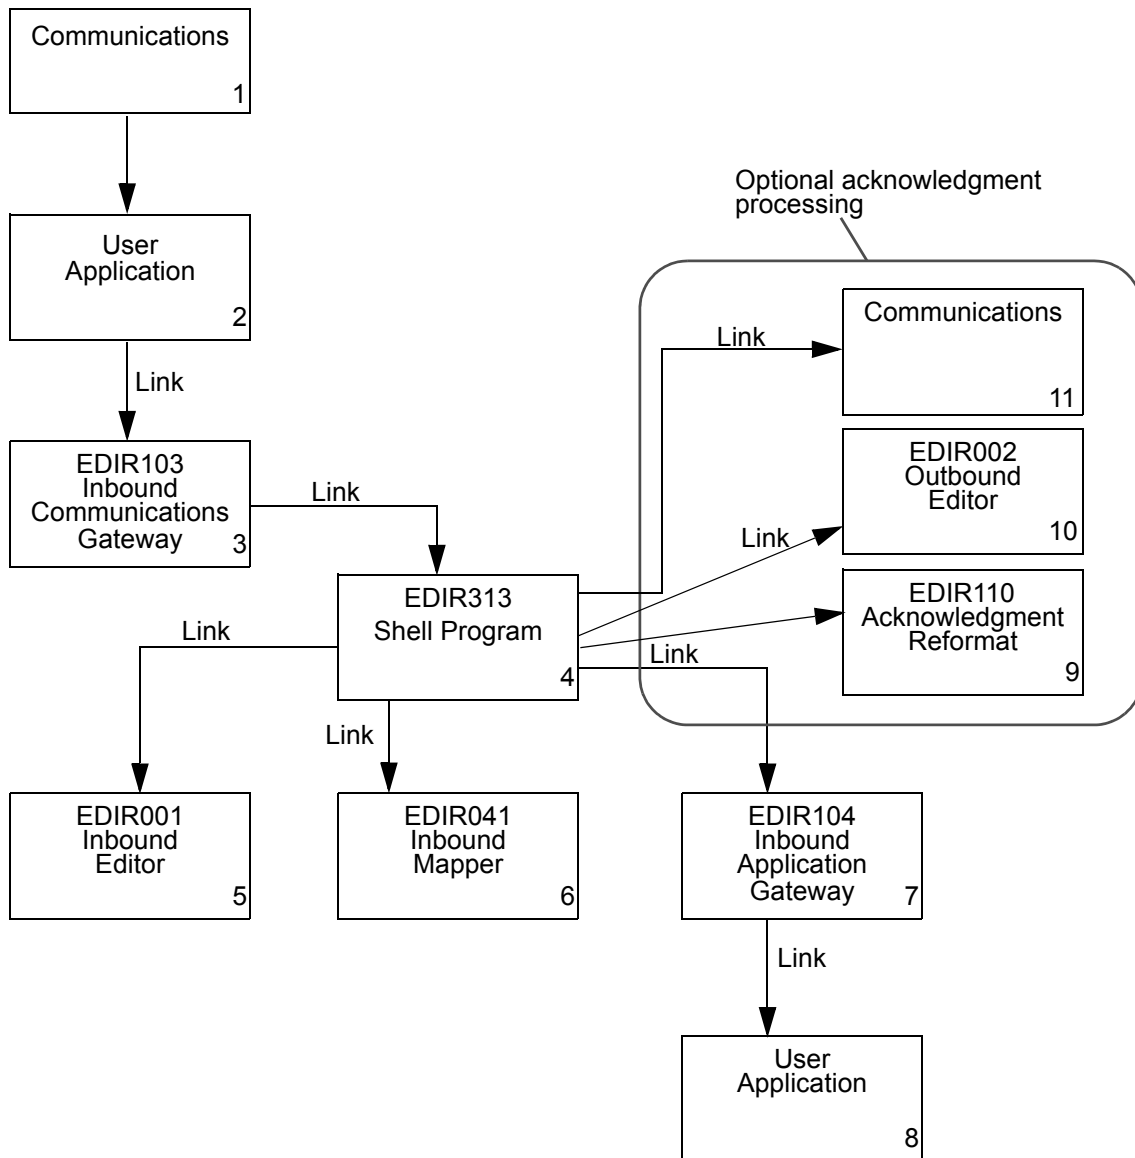 Communications
1
User
Application
2
Link
EDIR103
Inbound
Communications
Gateway
3
Link
Optional acknowledgment
processing
Communications
11
Link
EDIR002
Outbound
Editor
10
Link
EDIR110
Acknowledgment
Reformat
9
EDIR313
Shell Program
4
Link
Link
Link
EDIR001
Inbound
Editor
5
EDIR041
Inbound
Mapper
6
EDIR104
Inbound
Application
Gateway
7
Link
User
Application
8